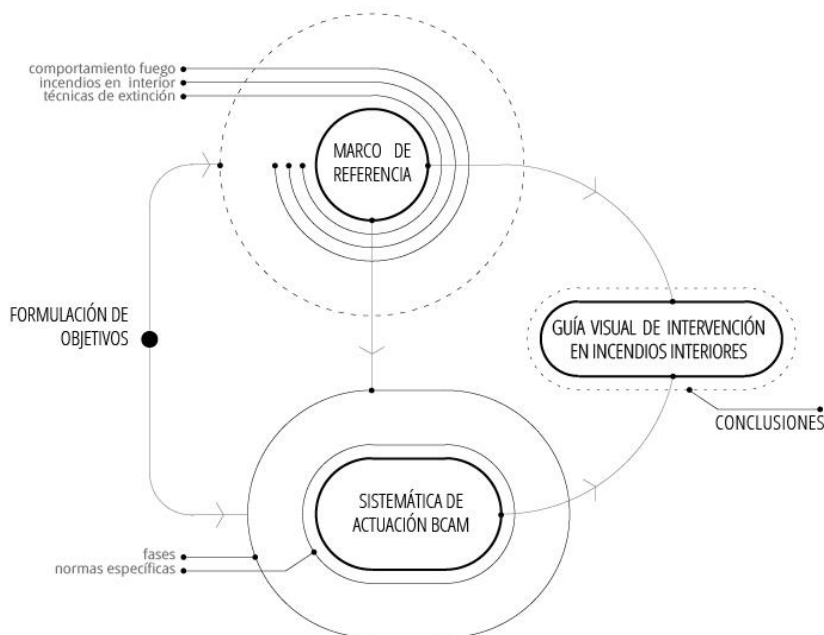 comportamiento fuego
incendios en interior
técnicas de extinción
MARCO DE
REFERENCIA
FORMULACIÓN DE
OBJETIVOS
GUÍA VISUAL DE INTERVENCIÓN
EN INCENDIOS INTERIORES
CONCLUSIONES
SISTEMÁTICA DE
ACTUACIÓN BCAM
fases
normas específicas